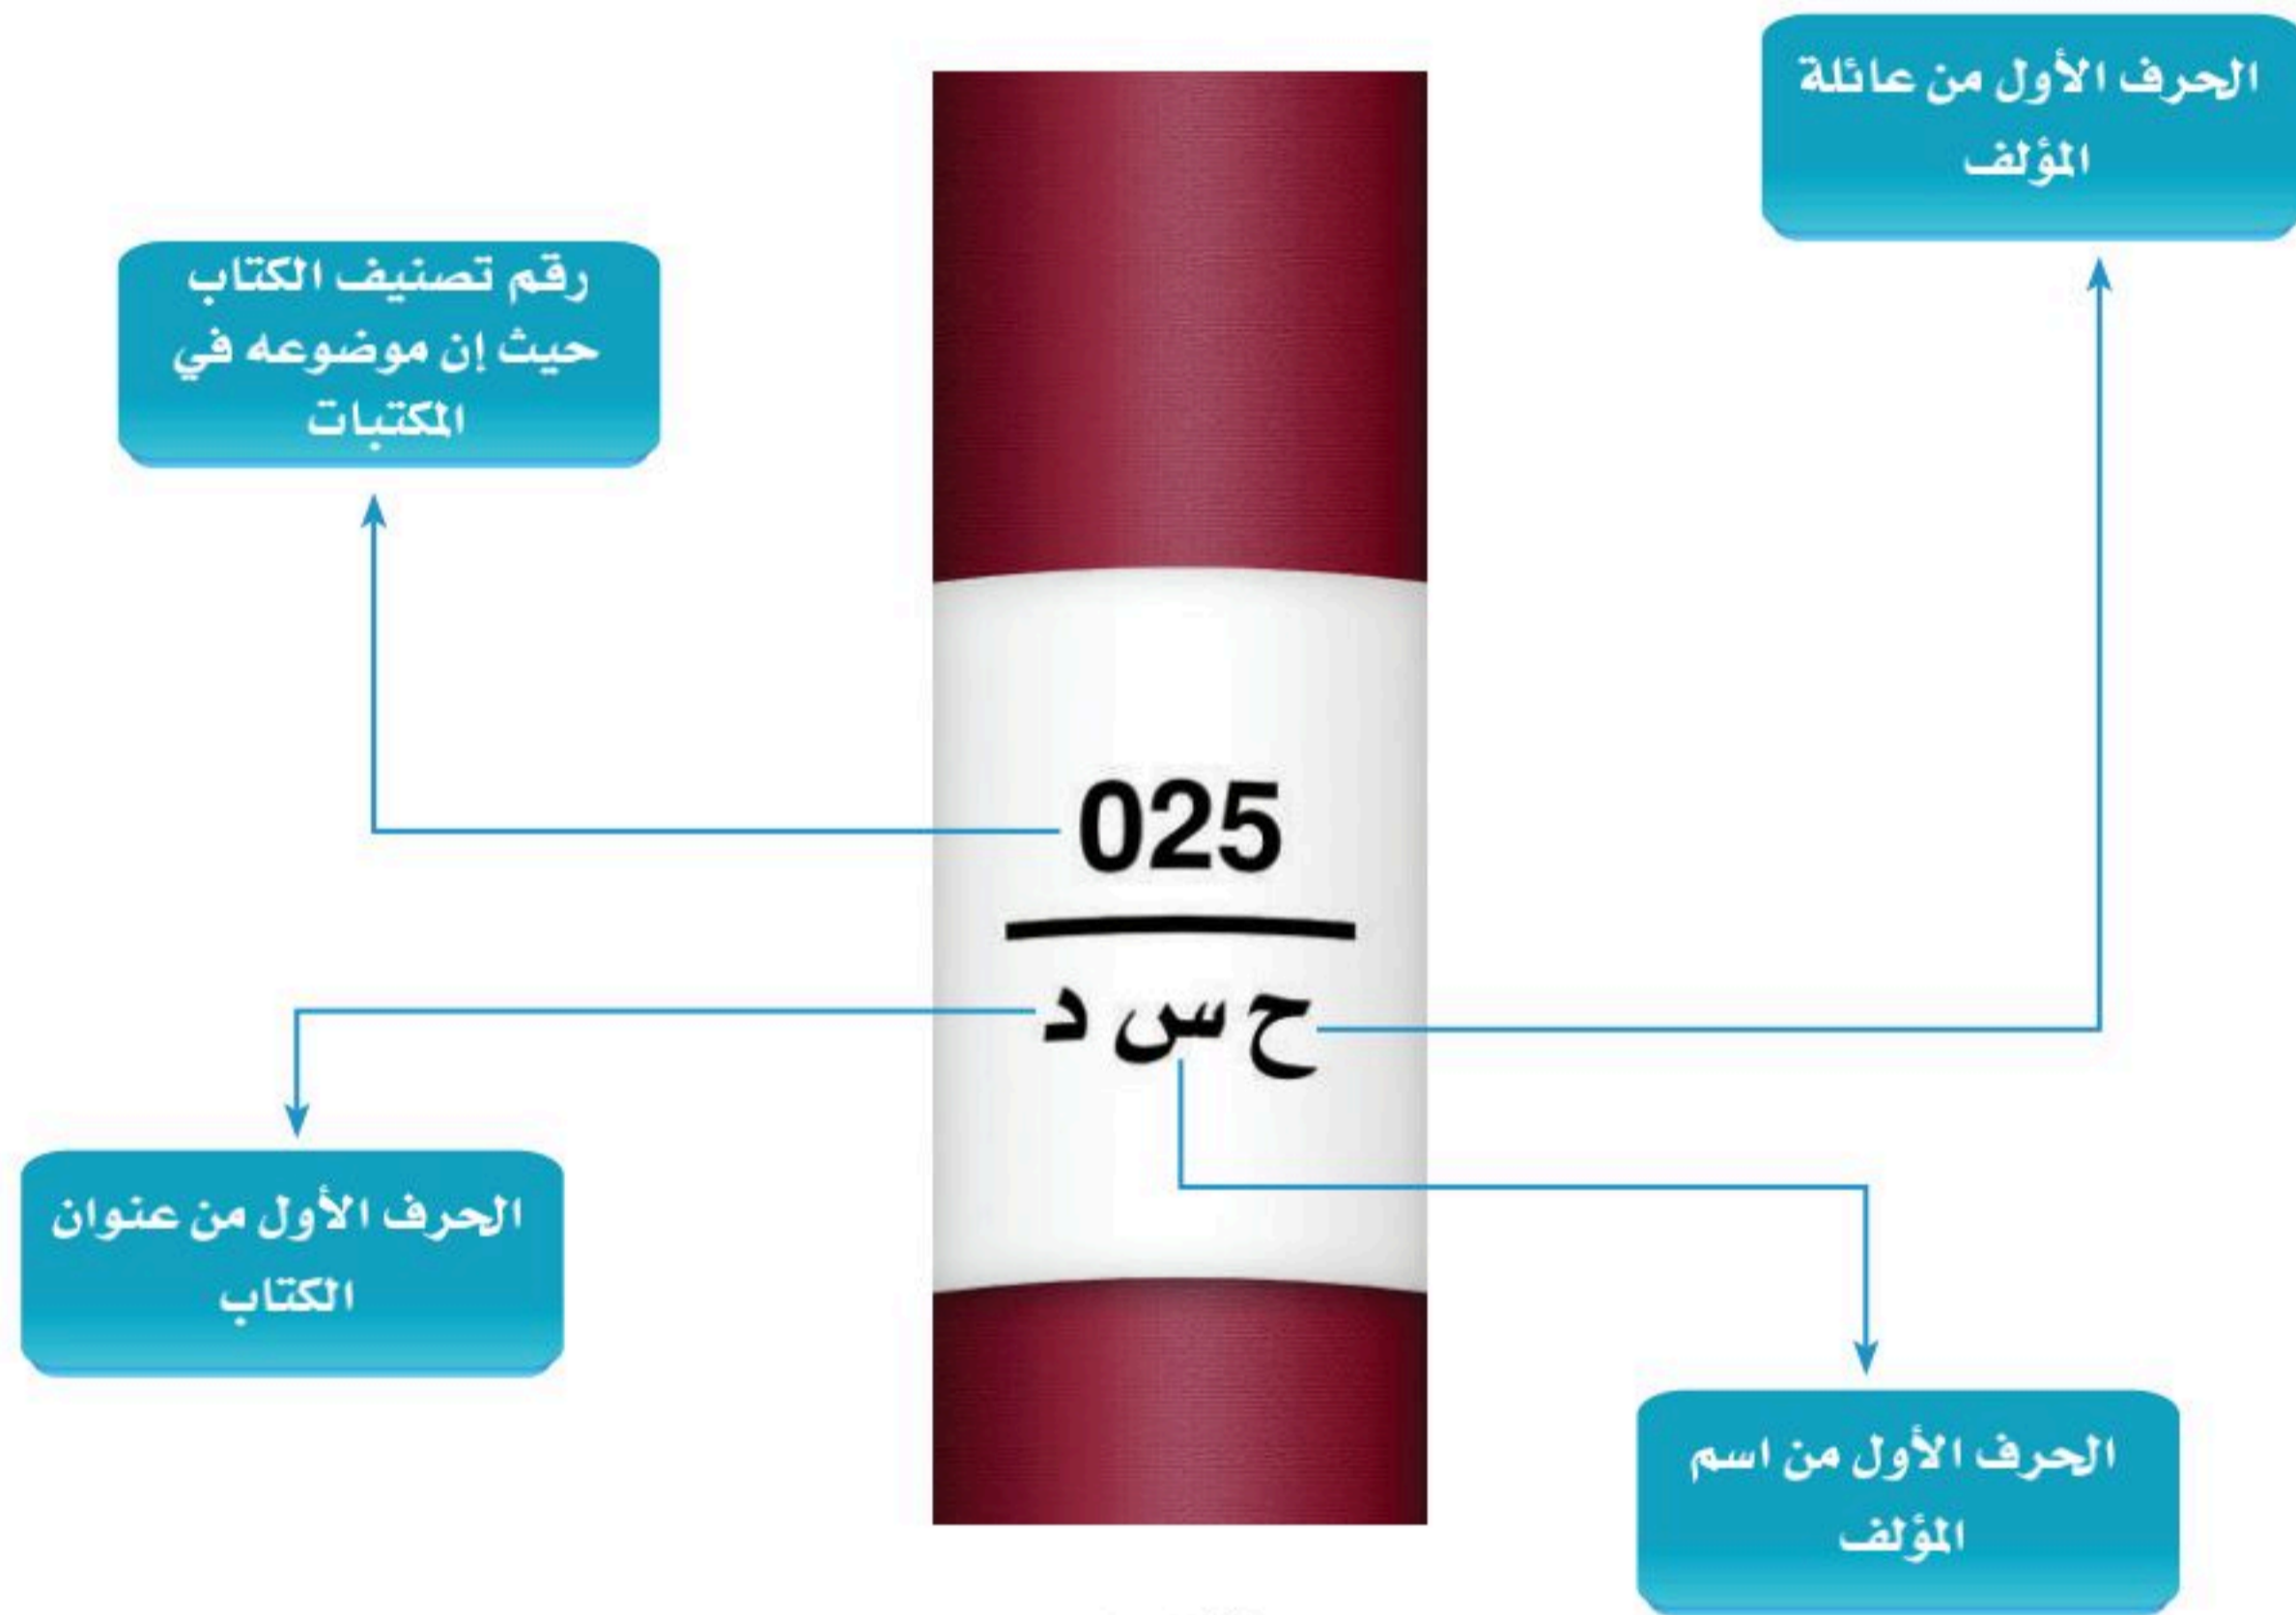 الحرف الأول من عائلة
المؤلف
رقم تصنيف الكتاب
حيث إن موضوعه في
المكتبات
025
ح س د
الحرف الأول من عنوان
الكتاب
الحرف الأول من اسم
المؤلف